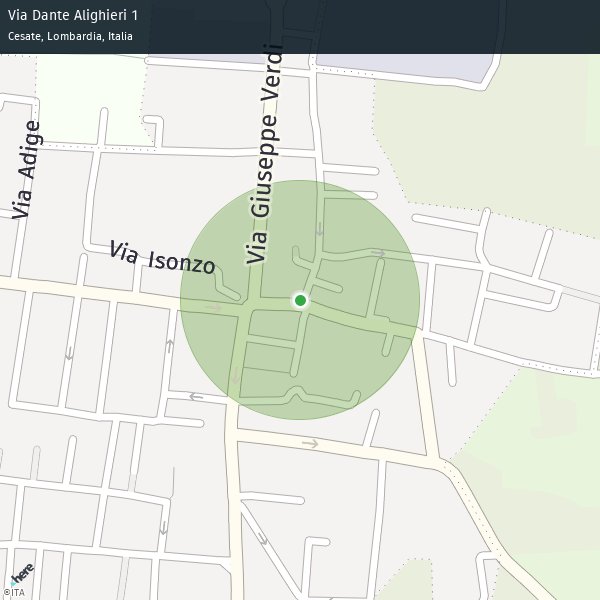 Via Dante Alighieri 1
Cesate, Lombardia, Italia
Via Giuseppe Verdi
Via Adige
Via Isonzo
here
©ITA